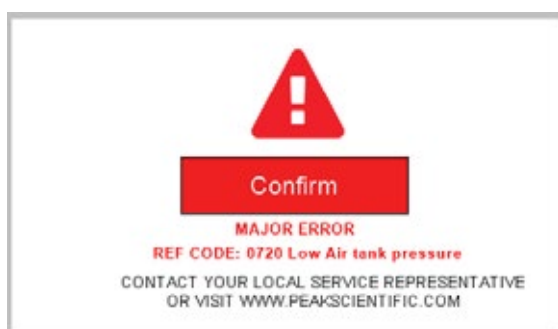 Confirm
MAJOR ERROR
REF CODE: 0720 Low Air tank pressure
CONTACT YOUR LOCAL SERVICE REPRESENTATIVE
OR VISIT WWW.PEAKSCIENTIFIC.COM